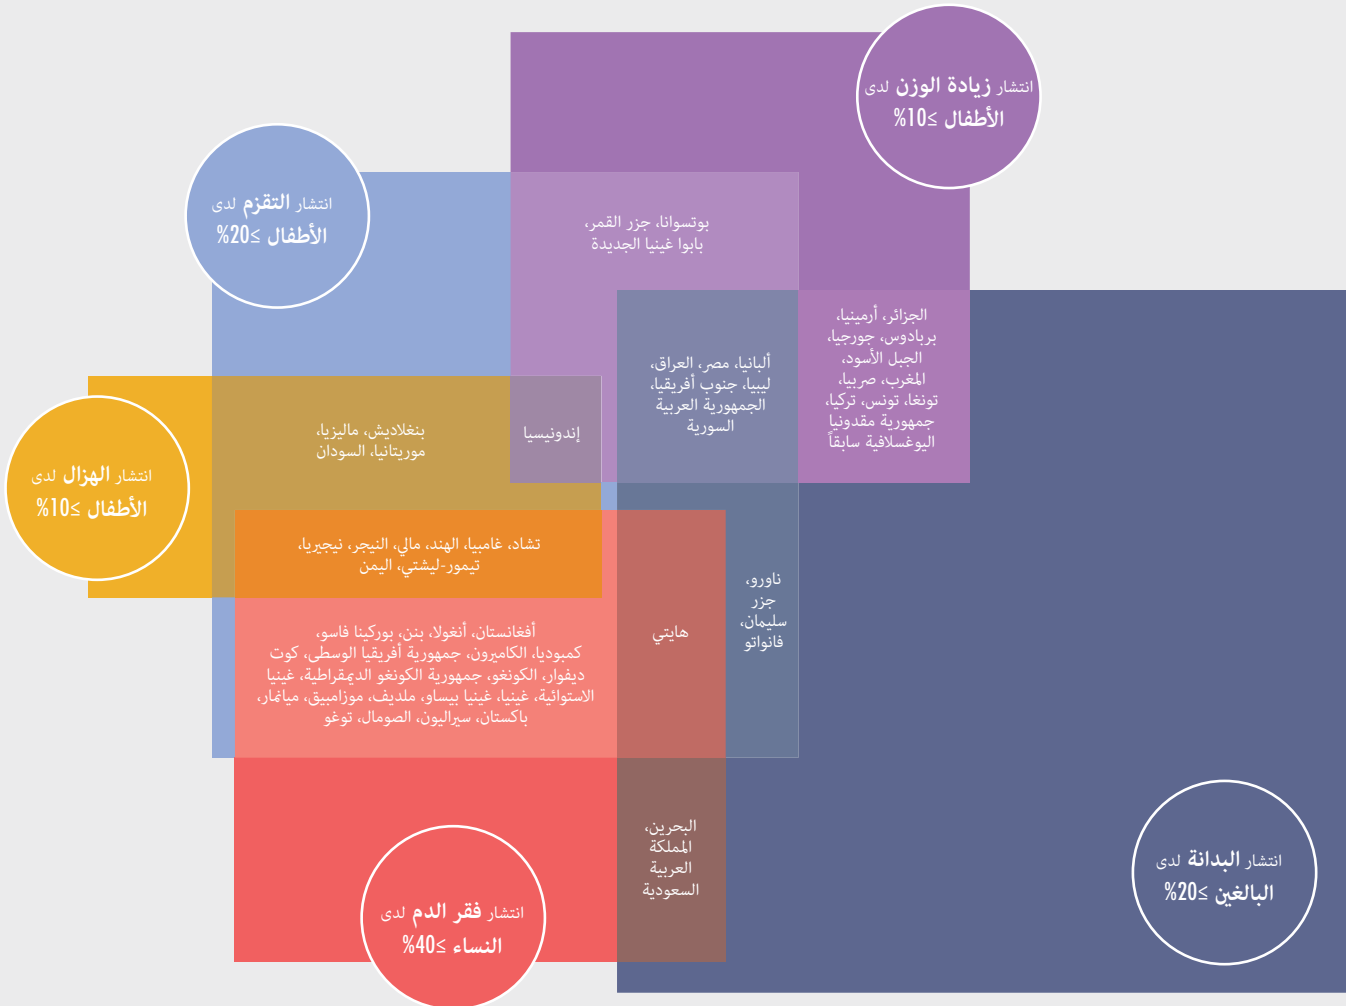 انتشار زيادة الوزن لدى
الأطفال ≥10%
انتشار التقزم لدى
الأطفال ≥20%
بوتسوانا، جزر القمر،
بابوا غينيا الجديدة
الجزائر، أرمينيا،
بربادوس، جورجيا،
الجبل الأسود،
المغرب، صربيا،
تونغا، تونس، تركيا،
جمهورية مقدونيا
اليوغسلافية سابقاً
ألبانيا، مصر، العراق،
ليبيا، جنوب أفريقيا،
الجمهورية العربية
السورية
إندونيسيا
بنغلاديش، ماليزيا،
موريتانيا، السودان
انتشار الهزال لدى
الأطفال ≥10%
تشاد، غامبيا، الهند، مالي، النيجر، نيجيريا،
تيمور-ليشتي، اليمن
ناورو،
جزر
سليمان،
فانواتو
هايتي
أفغانستان، أنغولا، بنن، بوركينا فاسو،
كمبوديا، الكاميرون، جمهورية أفريقيا الوسطى، كوت
ديفوار، الكونغو، جمهورية الكونغو الديمقراطية، غينيا
الاستوائية، غينيا، غينيا بيساو، ملديف، موزامبيق، ميانمار،
باكستان، سيراليون، الصومال، توغو
البحرين،
المملكة
العربية
السعودية
انتشار البدانة لدى
البالغين ≥20%
انتشار فقر الدم لدى
النساء ≥40%